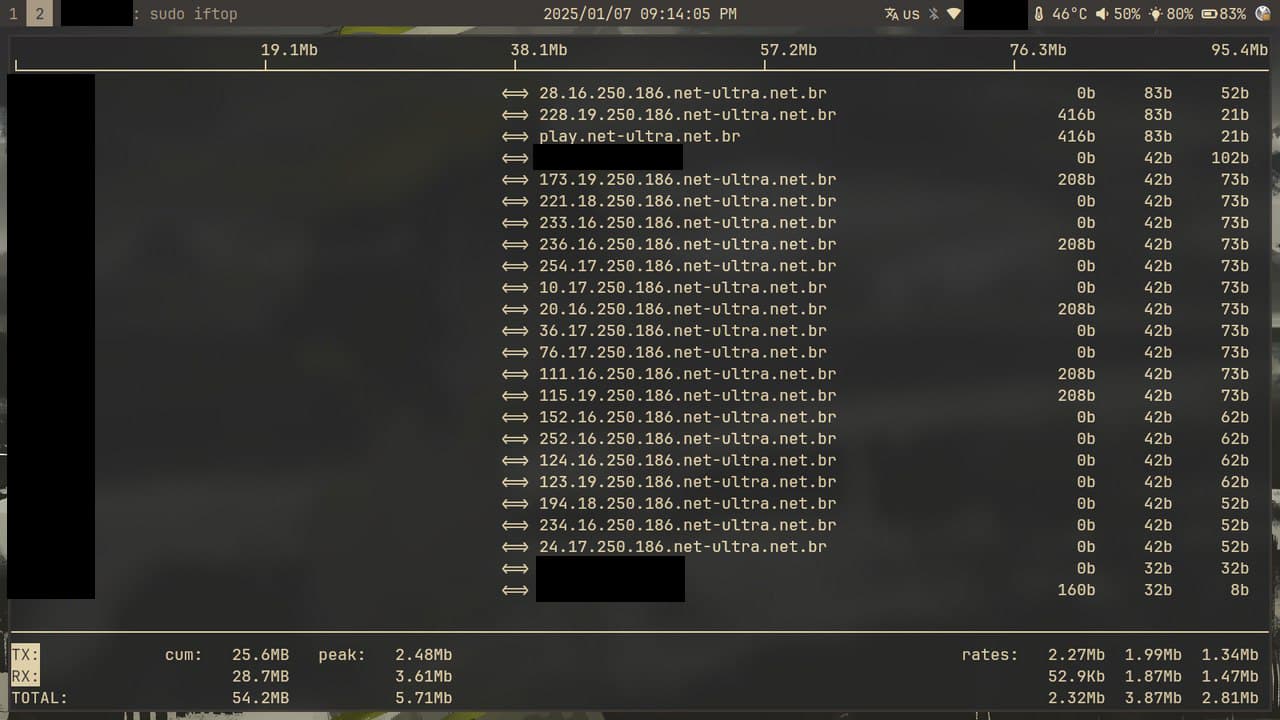 1 2 : sudo iftop 2025/01/07 09:14:05 PM US 46°C 50% 80% 83%
19.1Mb 38.1Mb 57.2Mb 76.3Mb 95.4Mb
<=> 28.16.250.186.net-ultra.net.br 0b 83b 52b
<=> 228.19.250.186.net-ultra.net.br 416b 83b 21b
<=> play.net-ultra.net.br 416b 83b 21b
<=> 0b 42b 102b
<=> 173.19.250.186.net-ultra.net.br 208b 42b 73b
<=> 221.18.250.186.net-ultra.net.br 0b 42b 73b
<=> 233.16.250.186.net-ultra.net.br 0b 42b 73b
<=> 236.16.250.186.net-ultra.net.br 208b 42b 73b
<=> 254.17.250.186.net-ultra.net.br 0b 42b 73b
<=> 10.17.250.186.net-ultra.net.br 0b 42b 73b
<=> 20.16.250.186.net-ultra.net.br 208b 42b 73b
<=> 36.17.250.186.net-ultra.net.br 0b 42b 73b
<=> 76.17.250.186.net-ultra.net.br 0b 42b 73b
<=> 111.16.250.186.net-ultra.net.br 208b 42b 73b
<=> 115.19.250.186.net-ultra.net.br 208b 42b 73b
<=> 152.16.250.186.net-ultra.net.br 0b 42b 62b
<=> 252.16.250.186.net-ultra.net.br 0b 42b 62b
<=> 124.16.250.186.net-ultra.net.br 0b 42b 62b
<=> 123.19.250.186.net-ultra.net.br 0b 42b 62b
<=> 194.18.250.186.net-ultra.net.br 0b 42b 52b
<=> 234.16.250.186.net-ultra.net.br 0b 42b 52b
<=> 24.17.250.186.net-ultra.net.br 0b 42b 52b
<=> 0b 32b 32b
<=> 160b 32b 8b
TX: cum: 25.6MB peak: 2.48Mb rates: 2.27Mb 1.99Mb 1.34Mb
RX: 28.7MB 3.61Mb 52.9Kb 1.87Mb 1.47Mb
TOTAL: 54.2MB 5.71Mb 2.32Mb 3.87Mb 2.81Mb